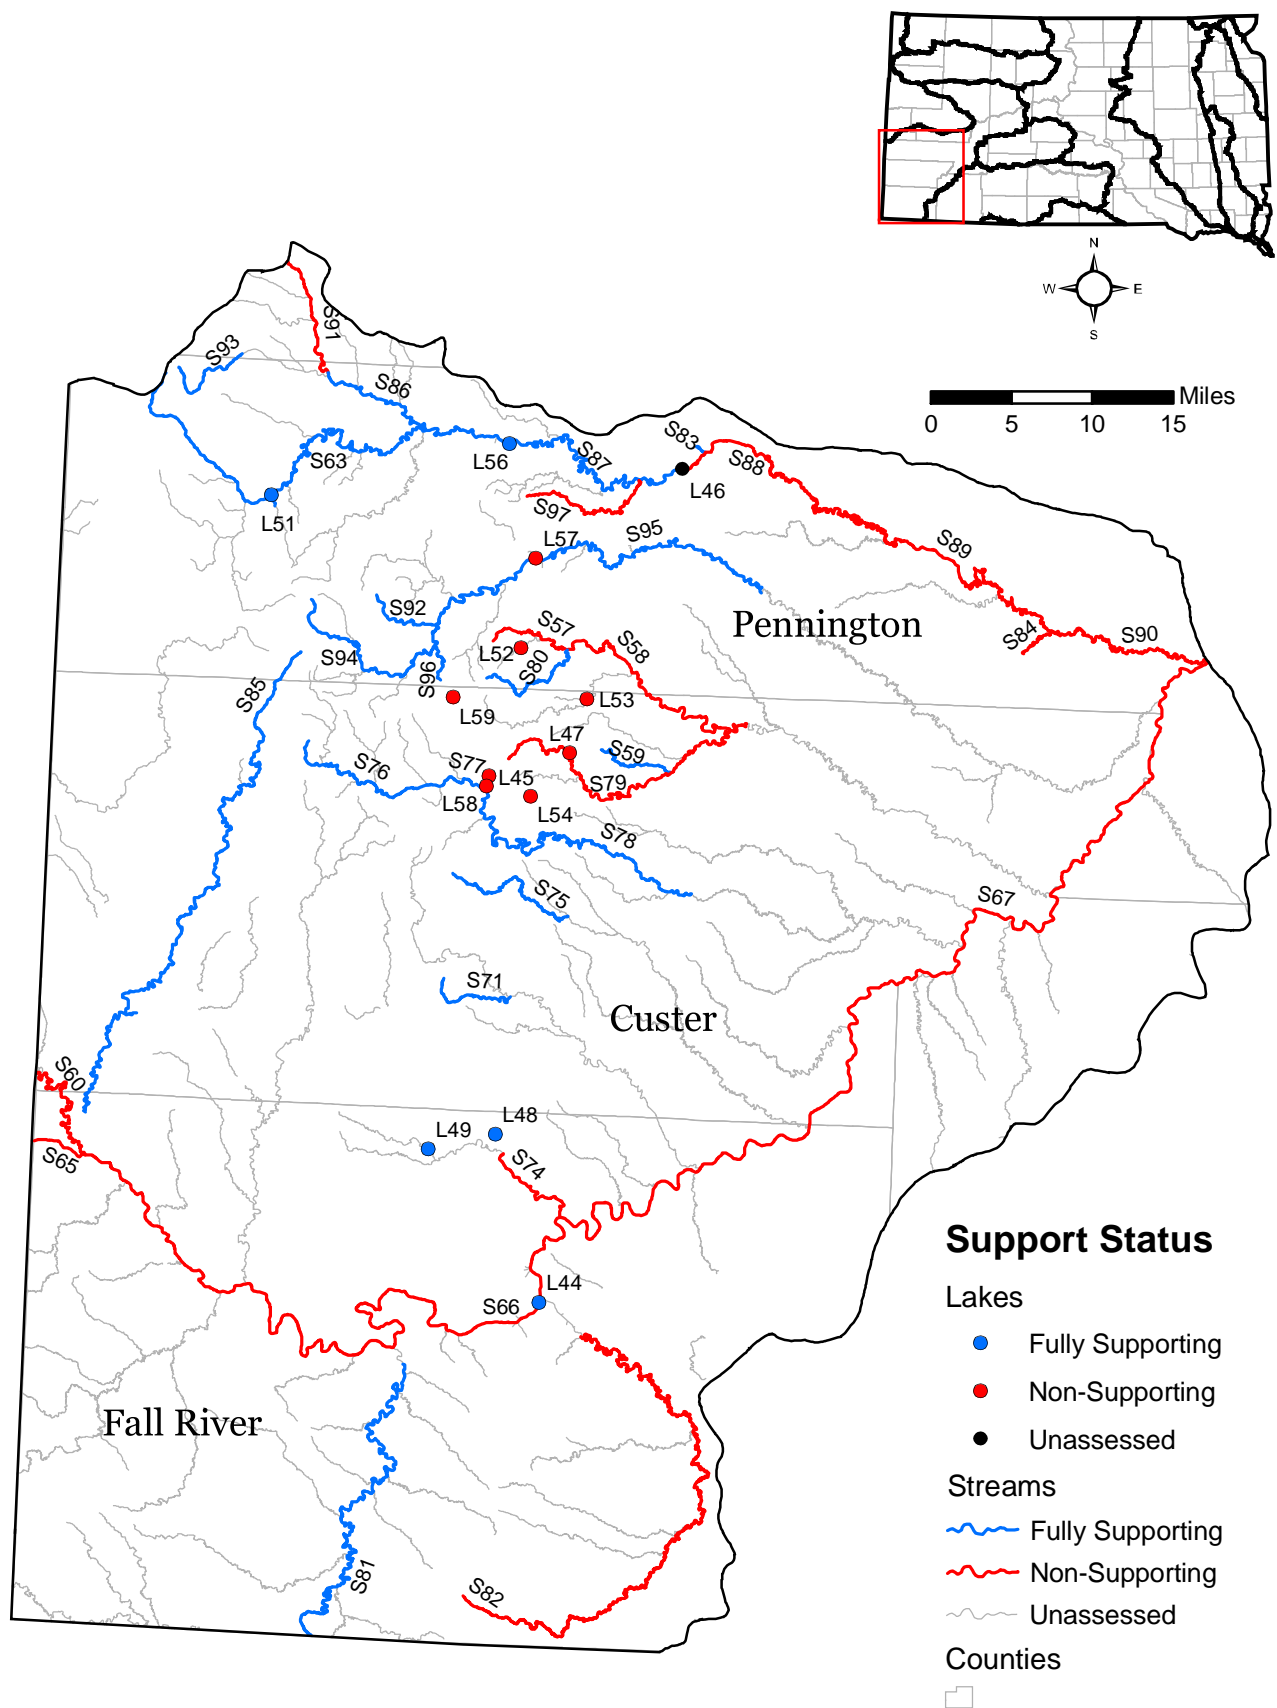 N
W
E
S
Miles
0
5
10
15
S91
S93
S86
S83
S63
L56
S87
S88
L46
L51
S97
S95
L57
S89
S92
Pennington
S57
S58
S84
S90
S94
L52
S80
S96
S85
L59
L53
L47
S59
S76
S77
L45
S79
L58
L54
S78
S75
S67
S71
Custer
S60
L48
L49
S65
S74
Support Status
L44
Lakes
S66
Fully Supporting
Non-Supporting
Fall River
Unassessed
Streams
Fully Supporting
S81
Non-Supporting
S82
Unassessed
Counties